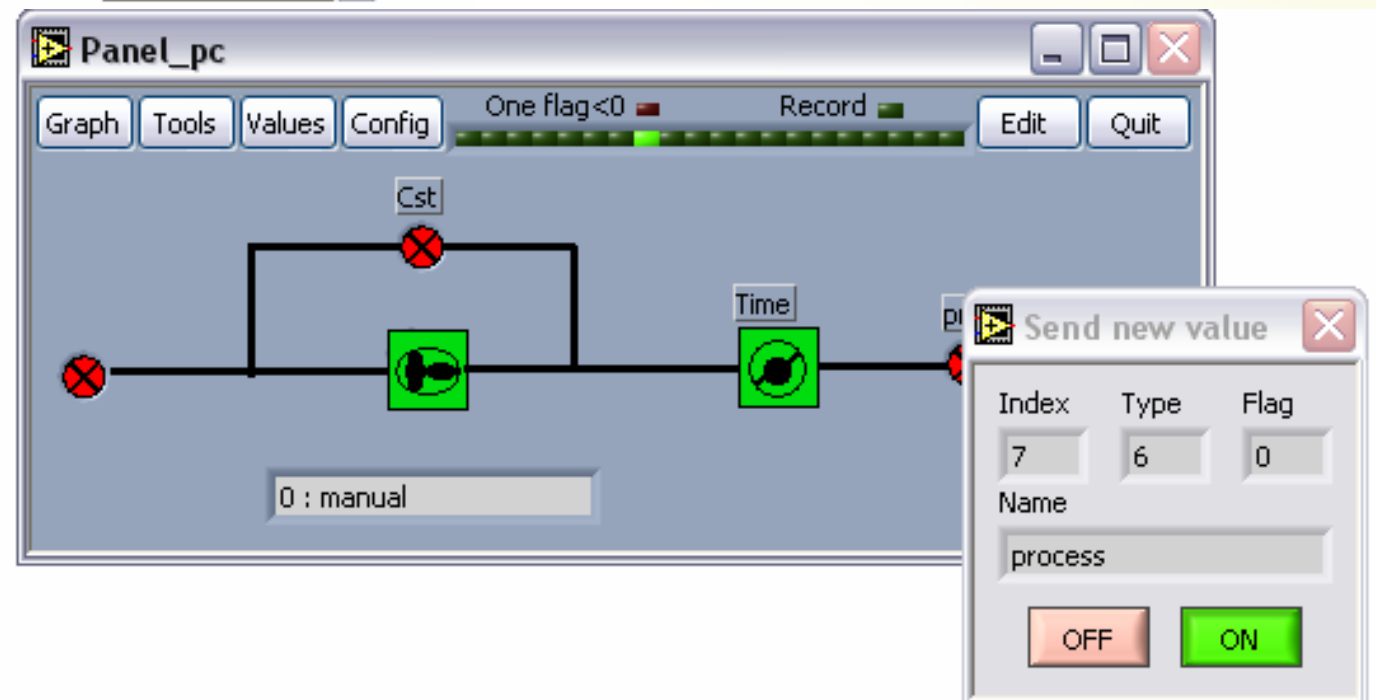 Panel_pc
Graph Tools Values Config One flag<0 Record Edit Quit
Cst
Time
0 : manual
Send new value
Index Type Flag
7 6 0
Name
process
OFF ON